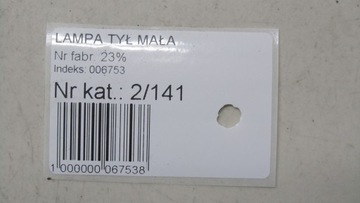 LAMPA TYŁ MAŁA
Nr fabr. 23%
Indeks: 006753
Nr kat.: 2/141
1 000000 067538